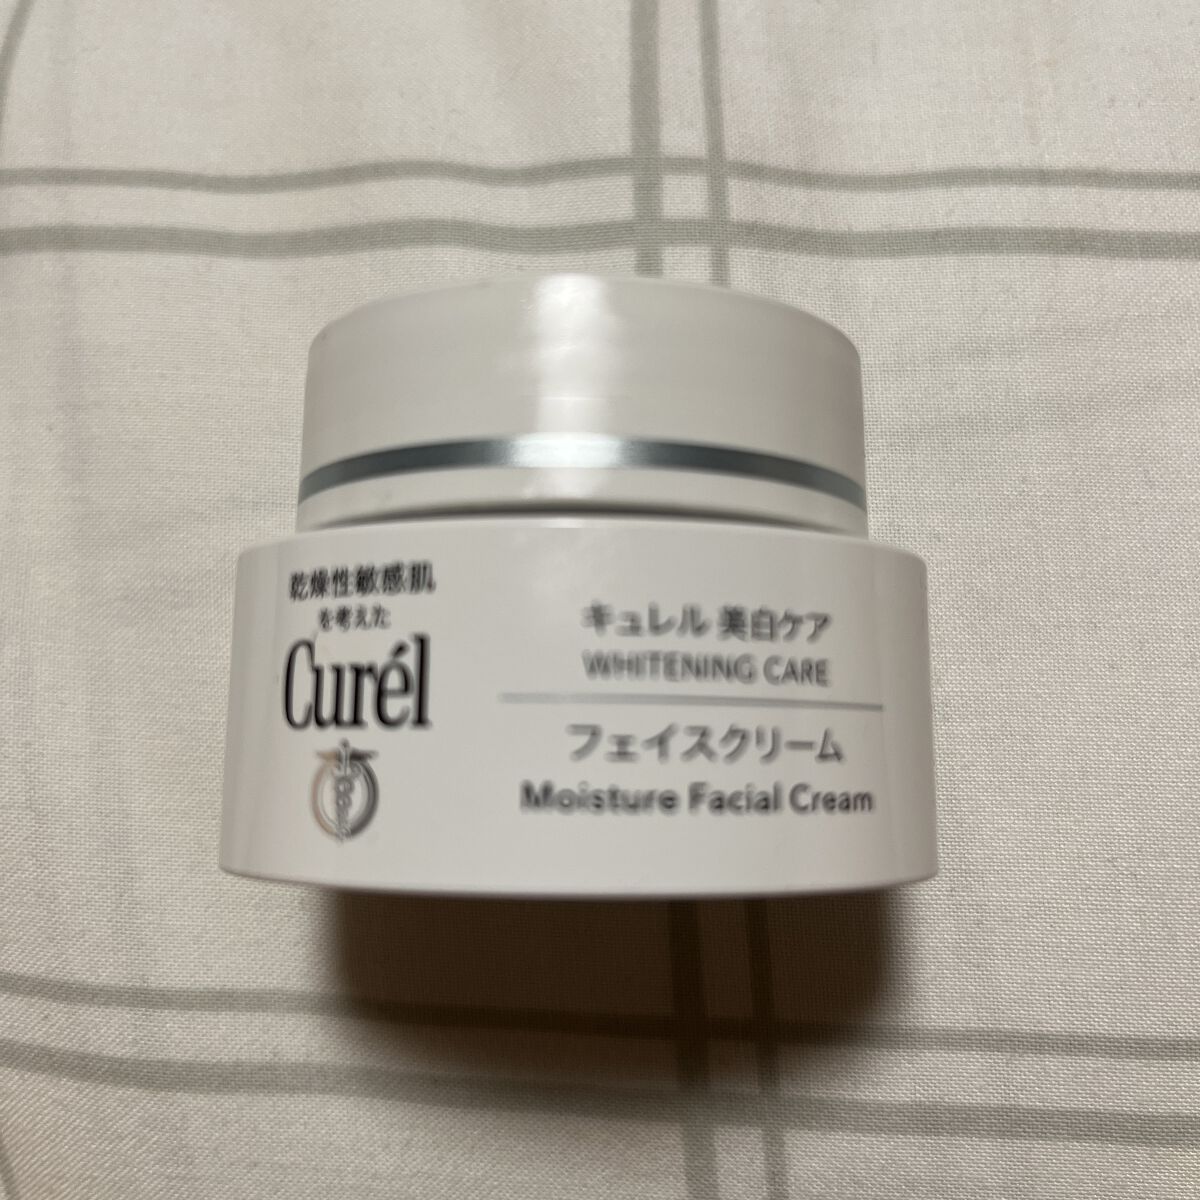 乾燥性敏感肌
を考えた
Curél
キュレル 美白ケア
WHITENING CARE
フェイスクリーム
Moisture Facial Cream